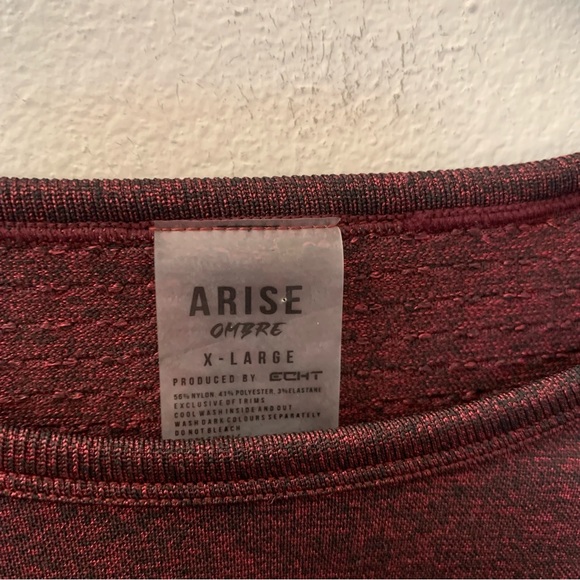 ARISE
OMBRE
X-LARGE
PRODUCED BY ECHT
56% NYLON, 41% POLYESTER, 3% ELASTANE
EXCLUSIVE OF TRIMS
COOL WASH INSIDE AND OUT
WASH DARK COLOURS SEPARATELY
DO NOT BLEACH